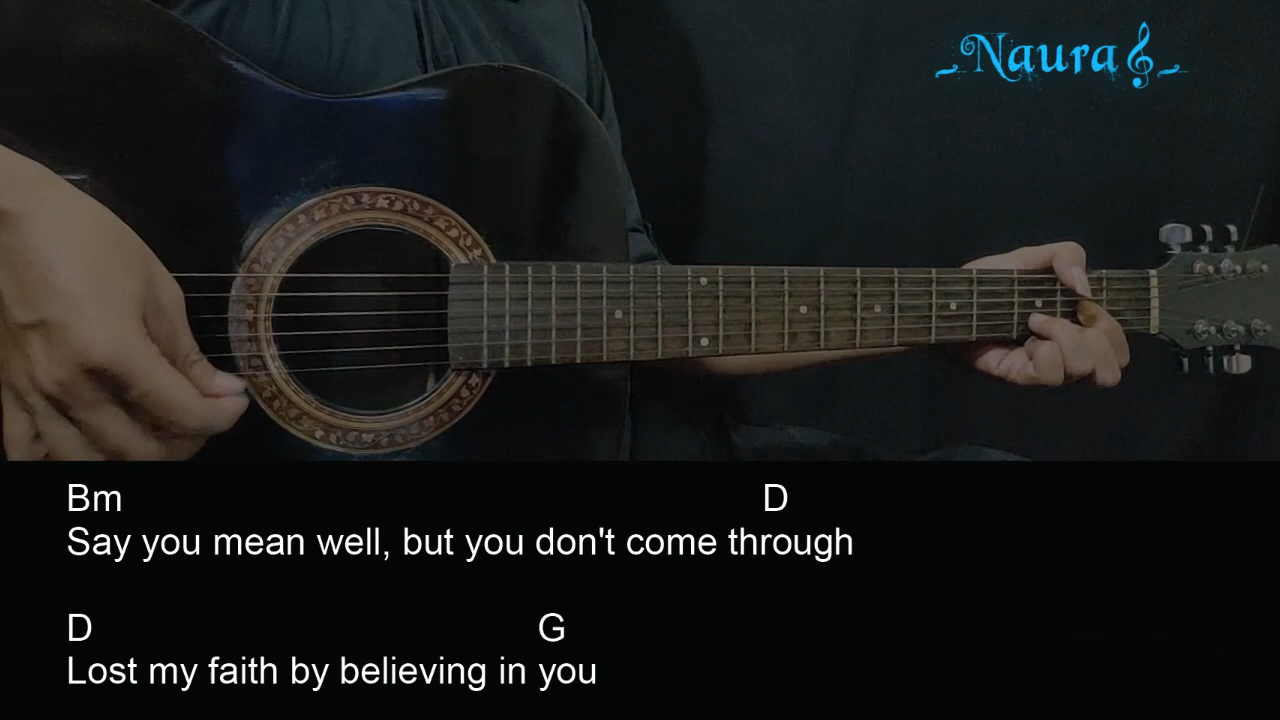 Naura
Bm D
Say you mean well, but you don't come through
D G
Lost my faith by believing in you